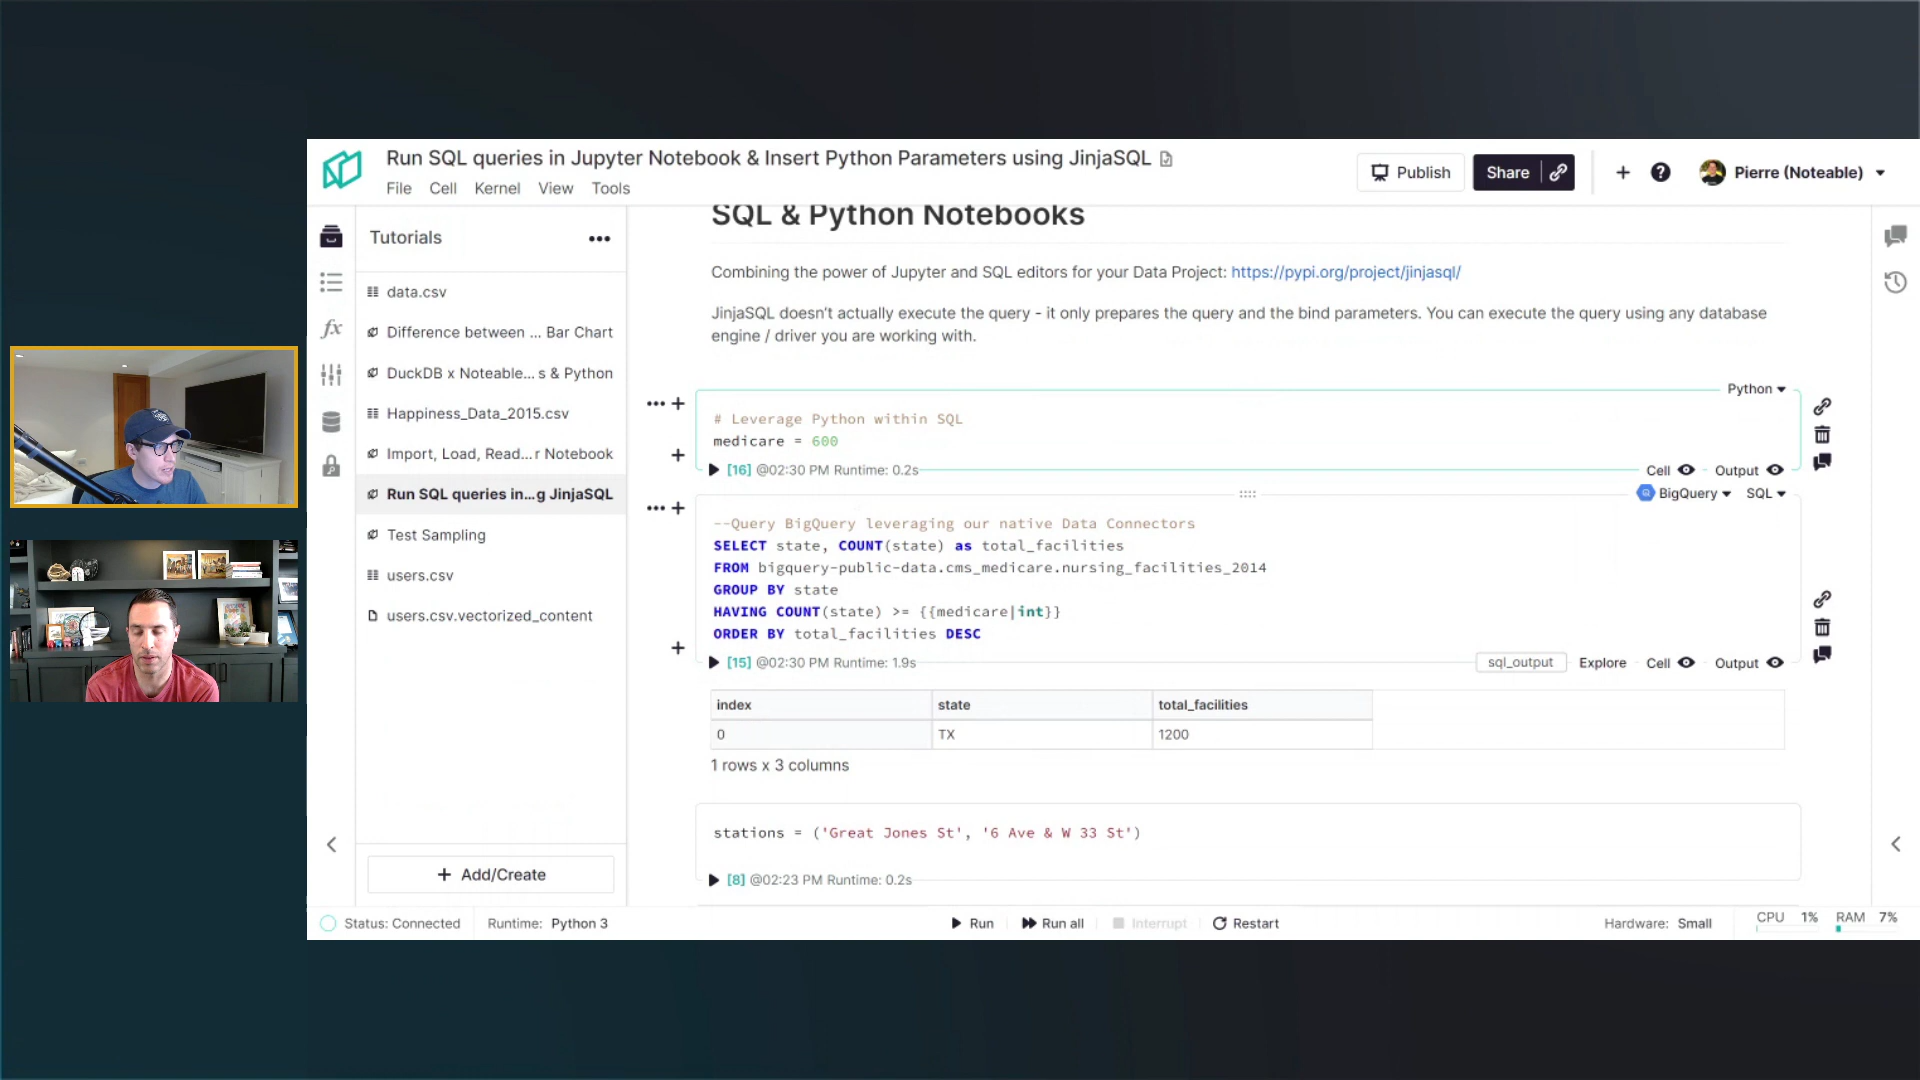 Run SQL queries in Jupyter Notebook & Insert Python Parameters using JinjaSQL
File Cell Kernel View Tools
Publish
Share
Pierre (Noteable)
Tutorials
data.csv
Difference between ... Bar Chart
DuckDB x Noteable... s & Python
Happiness_Data_2015.csv
Import, Load, Read...r Notebook
Run SQL queries in...g JinjaSQL
Test Sampling
users.csv
users.csv.vectorized_content
+ Add/Create
SQL & Python Notebooks
Combining the power of Jupyter and SQL editors for your Data Project: https://pypi.org/project/jinjasql/
JinjaSQL doesn't actually execute the query - it only prepares the query and the bind parameters. You can execute the query using any database
engine / driver you are working with.
Python
# Leverage Python within SQL
medicare = 600
[16] @02:30 PM Runtime: 0.2s
Cell Output
BigQuery SQL
--Query BigQuery leveraging our native Data Connectors
SELECT state, COUNT(state) as total_facilities
FROM bigquery-public-data.cms_medicare.nursing_facilities_2014
GROUP BY state
HAVING COUNT(state) >= {{medicare|int}}
ORDER BY total_facilities DESC
[15] @02:30 PM Runtime: 1.9s
sql_output Explore Cell Output
index state total_facilities
0 TX 1200
1 rows x 3 columns
stations = ('Great Jones St', '6 Ave & W 33 St')
[8] @02:23 PM Runtime: 0.2s
Status: Connected Runtime: Python 3
Run Run all Interrupt Restart
Hardware: Small CPU 1% RAM 7%